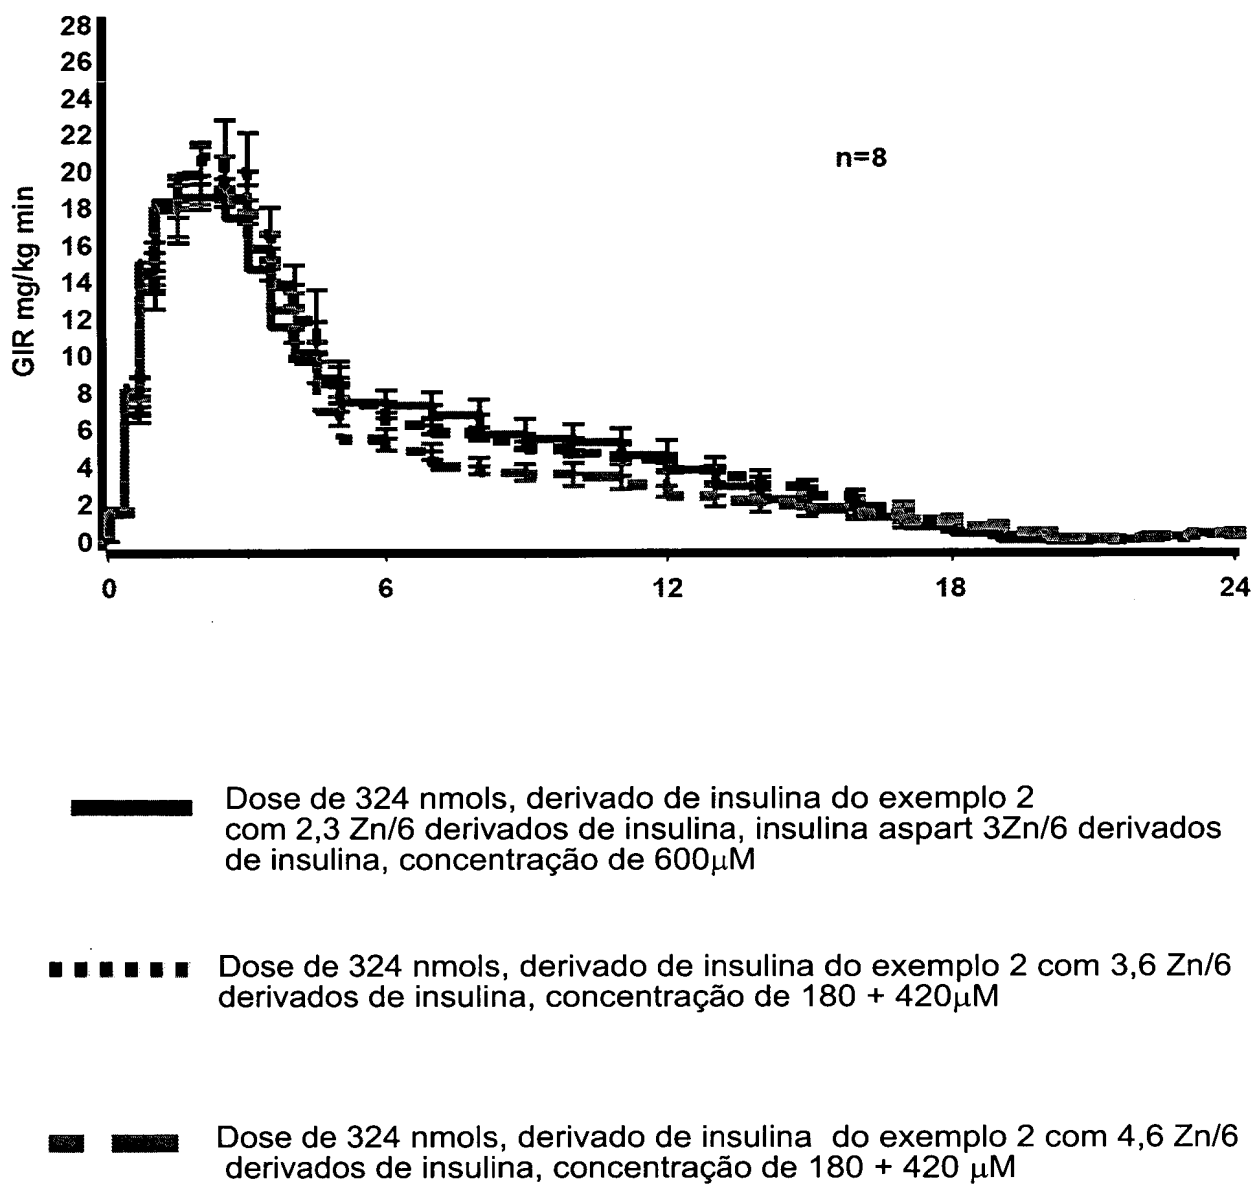 28
26
24
22
20
18
16
14
12
10
8
6
4
2
0
GIR mg/kg min
n=8
0 6 12 18 24
Dose de 324 nmols, derivado de insulina do exemplo 2
com 2,3 Zn/6 derivados de insulina, insulina aspart 3Zn/6 derivados
de insulina, concentração de 600μM
Dose de 324 nmols, derivado de insulina do exemplo 2 com 3,6 Zn/6
derivados de insulina, concentração de 180 + 420μM
Dose de 324 nmols, derivado de insulina do exemplo 2 com 4,6 Zn/6
derivados de insulina, concentração de 180 + 420 μM